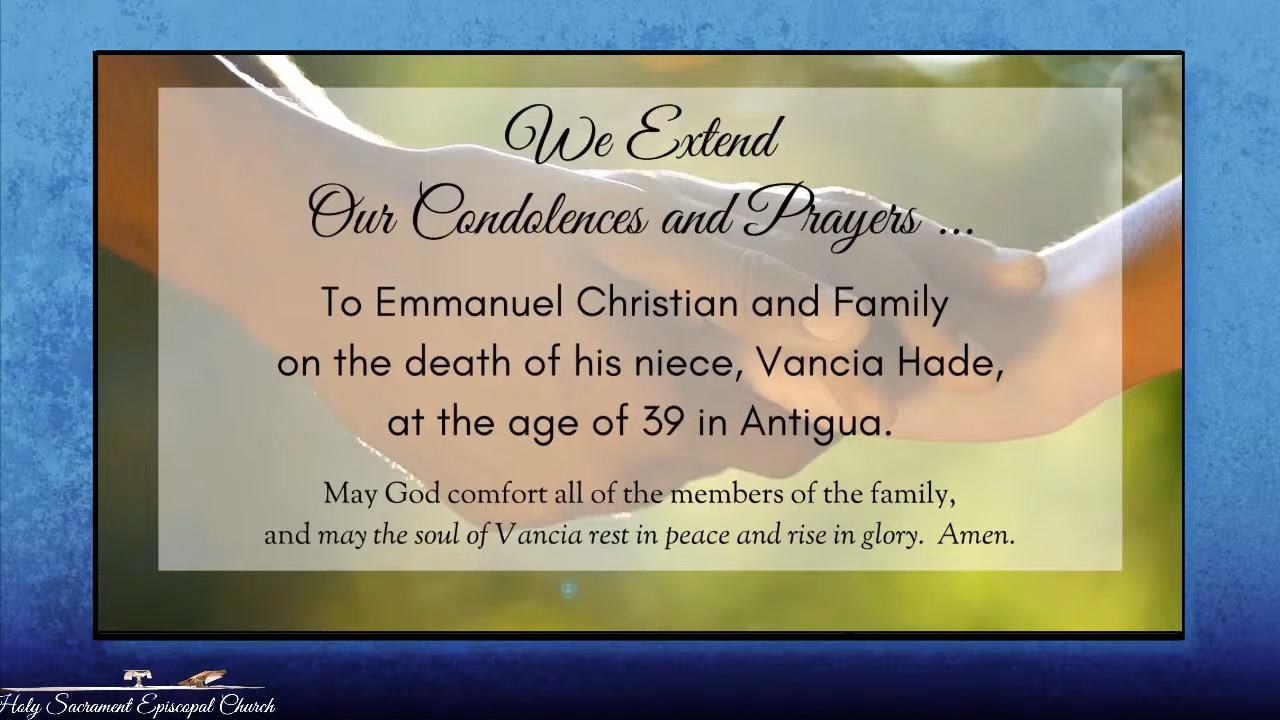 We Extend
Our Condolences and Prayers ...
To Emmanuel Christian and Family
on the death of his niece, Vancia Hade,
at the age of 39 in Antigua.
May God comfort all of the members of the family,
and may the soul of Vancia rest in peace and rise in glory.  Amen.
Holy Sacrament Episcopal Church